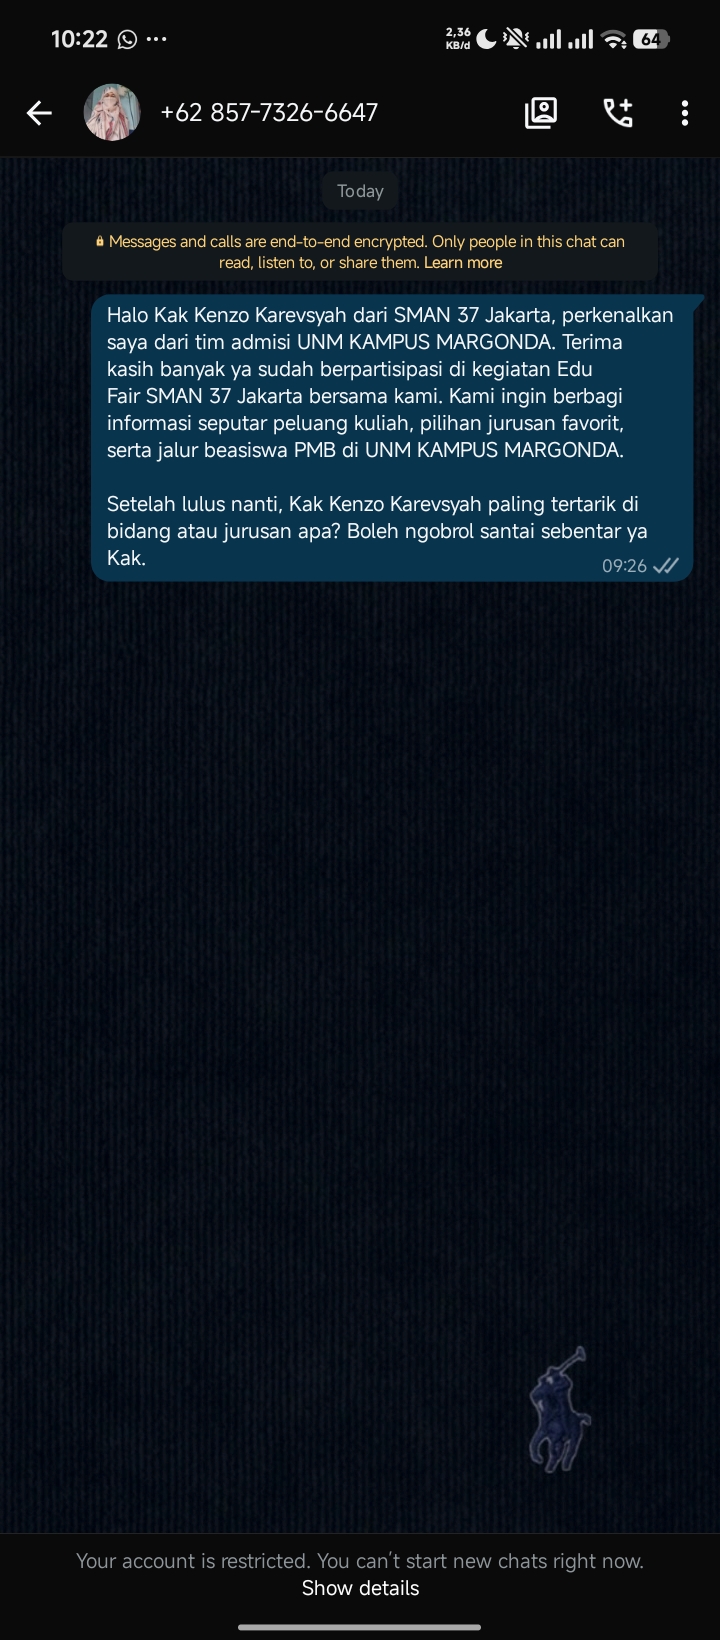 10:22
2,36
KB/d
64
+62 857-7326-6647
Today
Messages and calls are end-to-end encrypted. Only people in this chat can
read, listen to, or share them. Learn more
Halo Kak Kenzo Karevsyah dari SMAN 37 Jakarta, perkenalkan
saya dari tim admisi UNM KAMPUS MARGONDA. Terima
kasih banyak ya sudah berpartisipasi di kegiatan Edu
Fair SMAN 37 Jakarta bersama kami. Kami ingin berbagi
informasi seputar peluang kuliah, pilihan jurusan favorit,
serta jalur beasiswa PMB di UNM KAMPUS MARGONDA.
Setelah lulus nanti, Kak Kenzo Karevsyah paling tertarik di
bidang atau jurusan apa? Boleh ngobrol santai sebentar ya
Kak.
09:26
Your account is restricted. You can't start new chats right now.
Show details